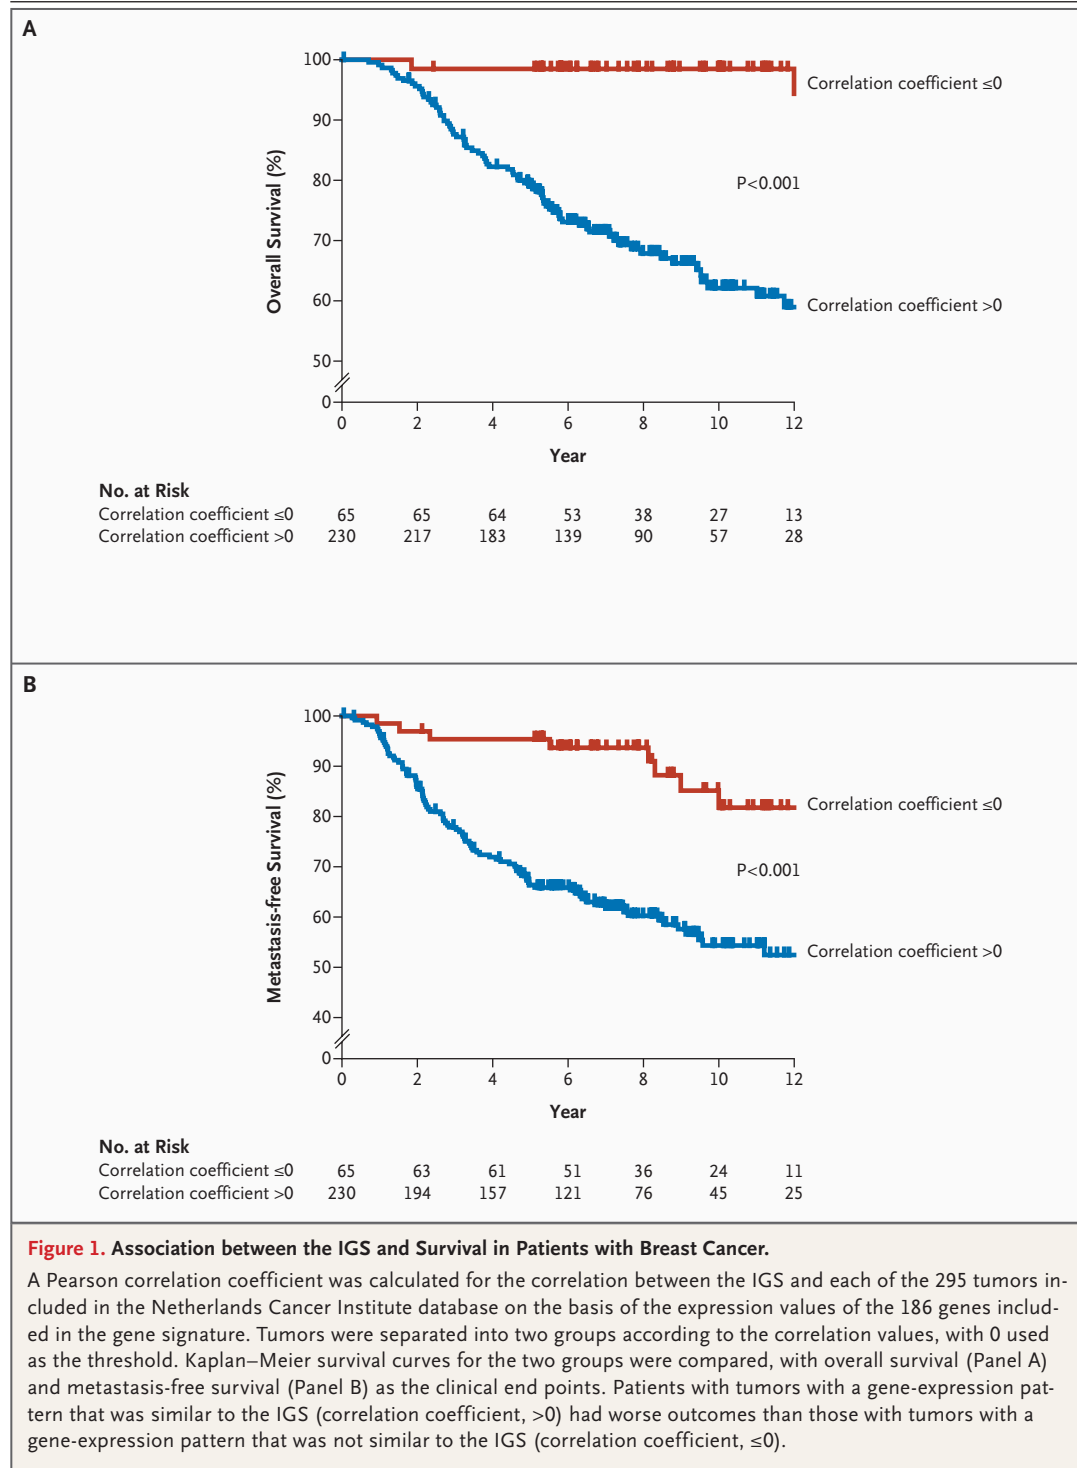 A
100
90
80
70
60
50
0
Overall Survival (%)
Correlation coefficient ≤0
P<0.001
Correlation coefficient >0
0 2 4 6 8 10 12
Year
No. at Risk
Correlation coefficient ≤0 65 65 64 53 38 27 13
Correlation coefficient >0 230 217 183 139 90 57 28
B
100
90
80
70
60
50
40
0
Metastasis-free Survival (%)
Correlation coefficient ≤0
P<0.001
Correlation coefficient >0
0 2 4 6 8 10 12
Year
No. at Risk
Correlation coefficient ≤0 65 63 61 51 36 24 11
Correlation coefficient >0 230 194 157 121 76 45 25
Figure 1. Association between the IGS and Survival in Patients with Breast Cancer.
A Pearson correlation coefficient was calculated for the correlation between the IGS and each of the 295 tumors in-
cluded in the Netherlands Cancer Institute database on the basis of the expression values of the 186 genes includ-
ed in the gene signature. Tumors were separated into two groups according to the correlation values, with 0 used
as the threshold. Kaplan–Meier survival curves for the two groups were compared, with overall survival (Panel A)
and metastasis-free survival (Panel B) as the clinical end points. Patients with tumors with a gene-expression pat-
tern that was similar to the IGS (correlation coefficient, >0) had worse outcomes than those with tumors with a
gene-expression pattern that was not similar to the IGS (correlation coefficient, ≤0).